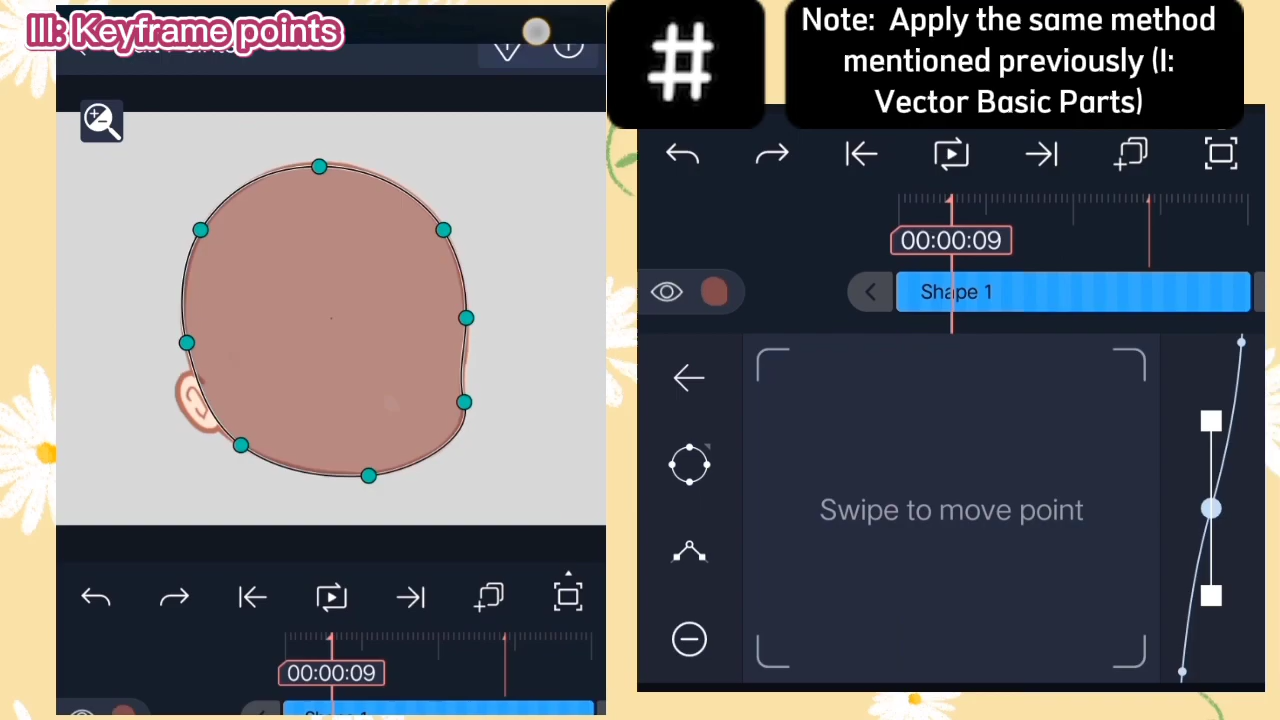 III: Keyframe points
#
Note: Apply the same method
mentioned previously (I:
Vector Basic Parts)
00:00:09
Shape 1
Swipe to move point
00:00:09